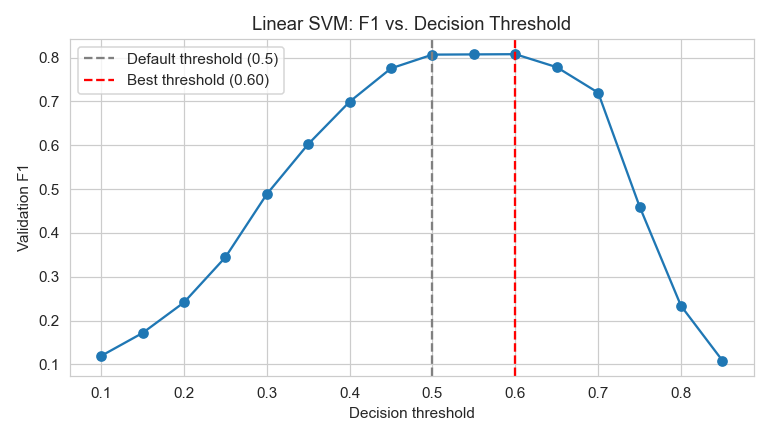 Linear SVM: F1 vs. Decision Threshold
Default threshold (0.5)
Best threshold (0.60)
Validation F1
0.8
0.7
0.6
0.5
0.4
0.3
0.2
0.1
0.1 0.2 0.3 0.4 0.5 0.6 0.7 0.8
Decision threshold